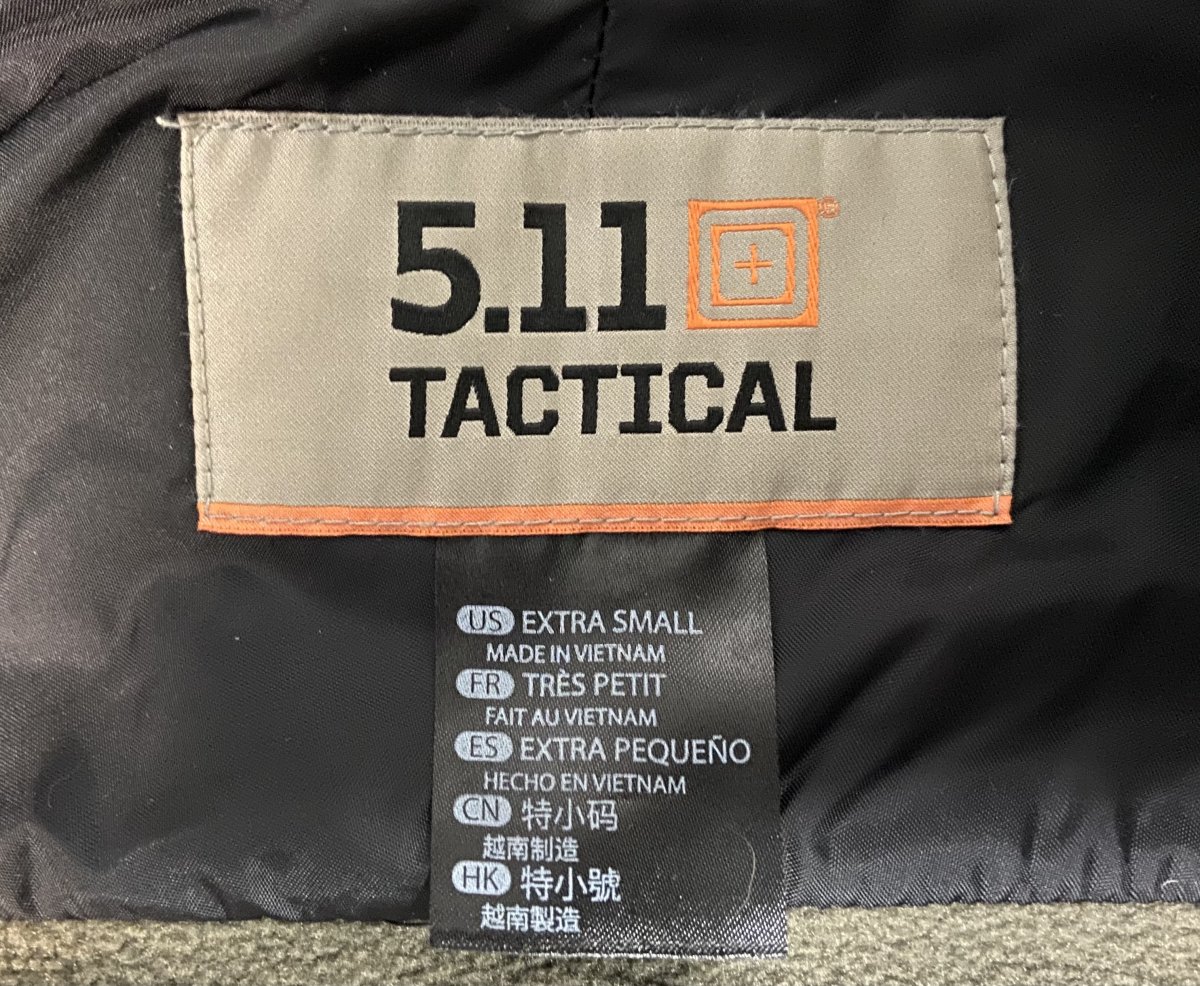 5.11®
TACTICAL
US EXTRA SMALL
MADE IN VIETNAM
FR TRÈS PETIT
FAIT AU VIETNAM
ES EXTRA PEQUEÑO
HECHO EN VIETNAM
CN 特小码
越南制造
HK 特小號
越南製造